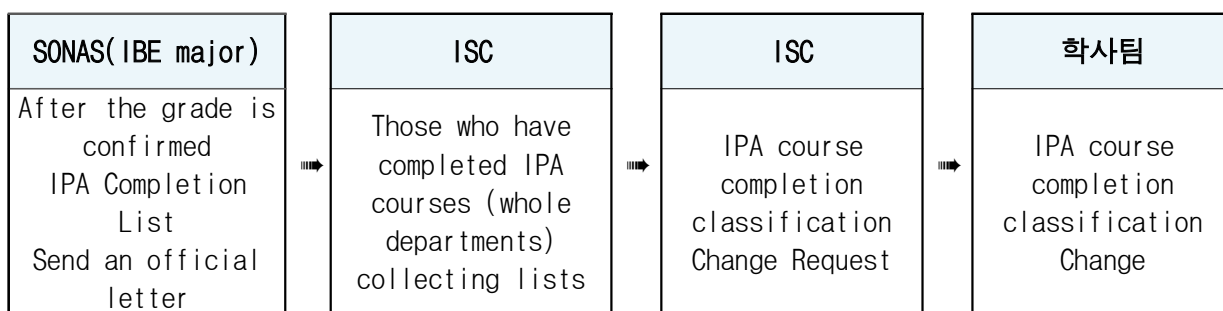 SONAS(IBE major)
After the grade is
confirmed
IPA Completion
List
Send an official
letter
ISC
Those who have
completed IPA
courses (whole
departments)
collecting lists
ISC
IPA course
completion
classification
Change Request
학사팀
IPA course
completion
classification
Change